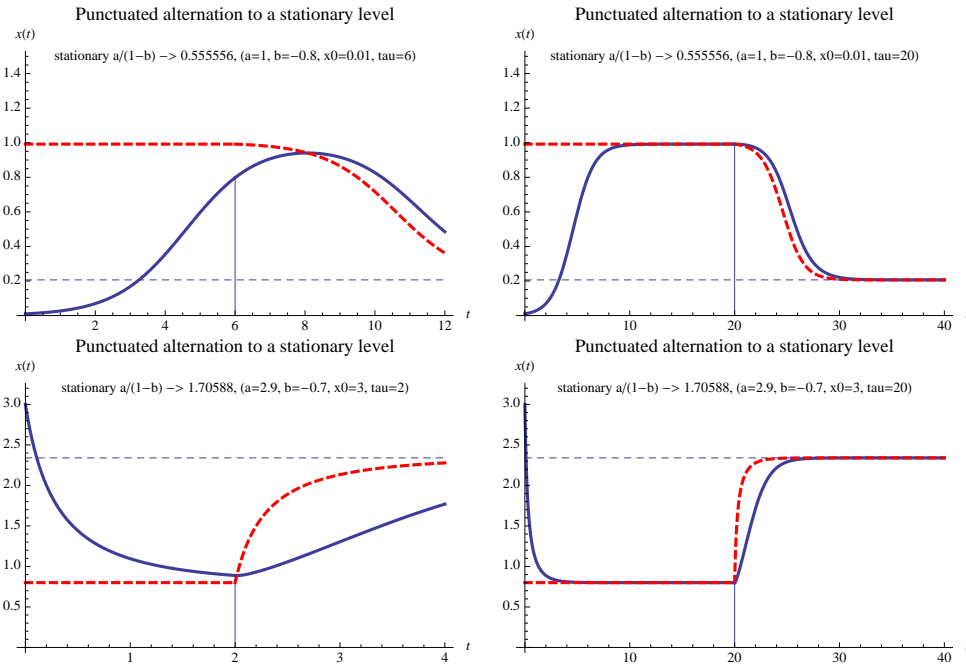 Punctuated alternation to a stationary level
x(t)
stationary a/(1−b) −> 0.555556, (a=1, b=−0.8, x0=0.01, tau=6)
1.4
1.2
1.0
0.8
0.6
0.4
0.2
2 4 6 8 10 12 t
Punctuated alternation to a stationary level
x(t)
stationary a/(1−b) −> 0.555556, (a=1, b=−0.8, x0=0.01, tau=20)
1.4
1.2
1.0
0.8
0.6
0.4
0.2
10 20 30 40
Punctuated alternation to a stationary level
x(t)
stationary a/(1−b) −> 1.70588, (a=2.9, b=−0.7, x0=3, tau=2)
3.0
2.5
2.0
1.5
1.0
0.5
1 2 3 4 t
Punctuated alternation to a stationary level
x(t)
stationary a/(1−b) −> 1.70588, (a=2.9, b=−0.7, x0=3, tau=20)
3.0
2.5
2.0
1.5
1.0
0.5
10 20 30 40